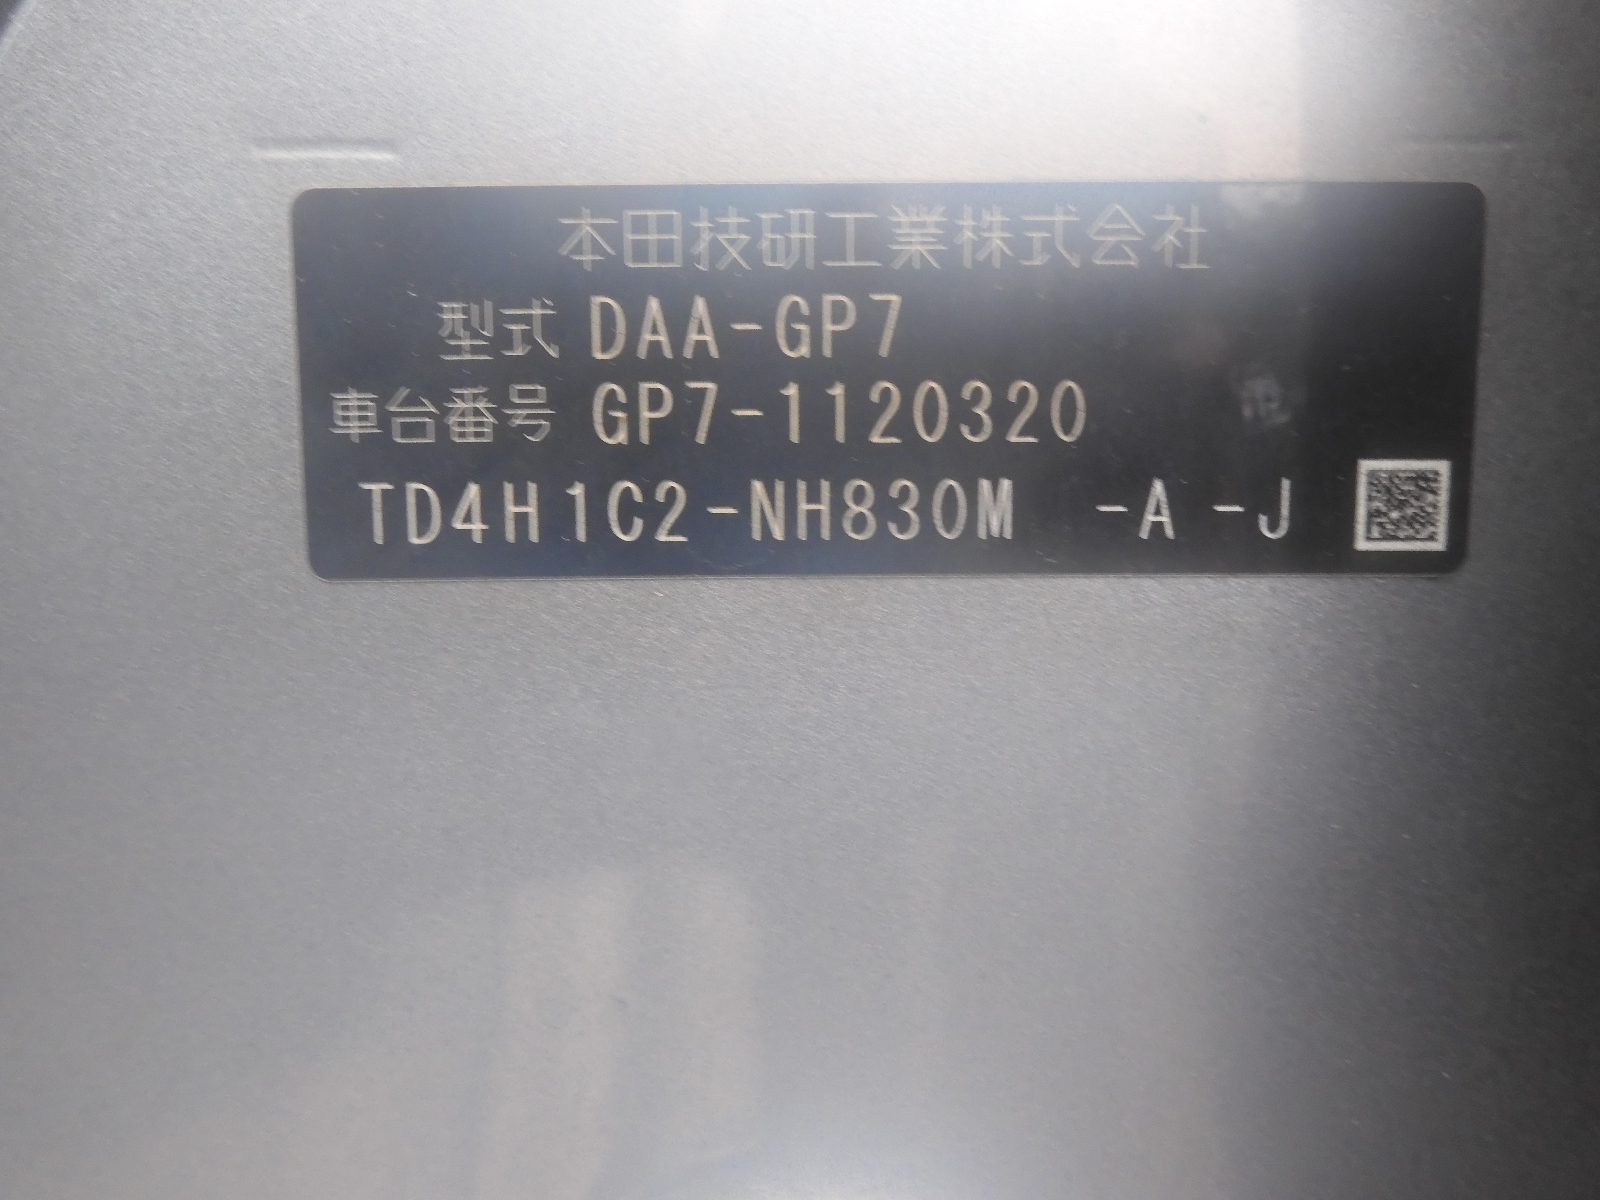 本田技研工業株式会社
型式 DAA-GP7
車台番号 GP7-1120320
TD4H1C2-NH830M -A -J